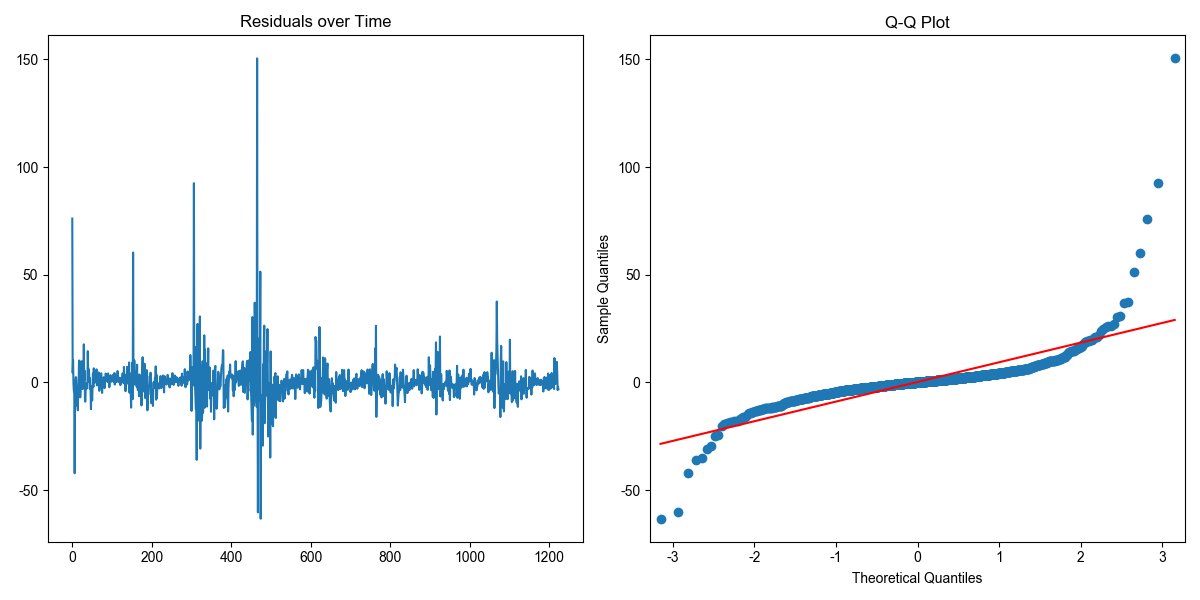 Residuals over Time
150
100
50
0
-50
0 200 400 600 800 1000 1200
Q-Q Plot
Sample Quantiles
150
100
50
0
-50
-3 -2 -1 0 1 2 3
Theoretical Quantiles